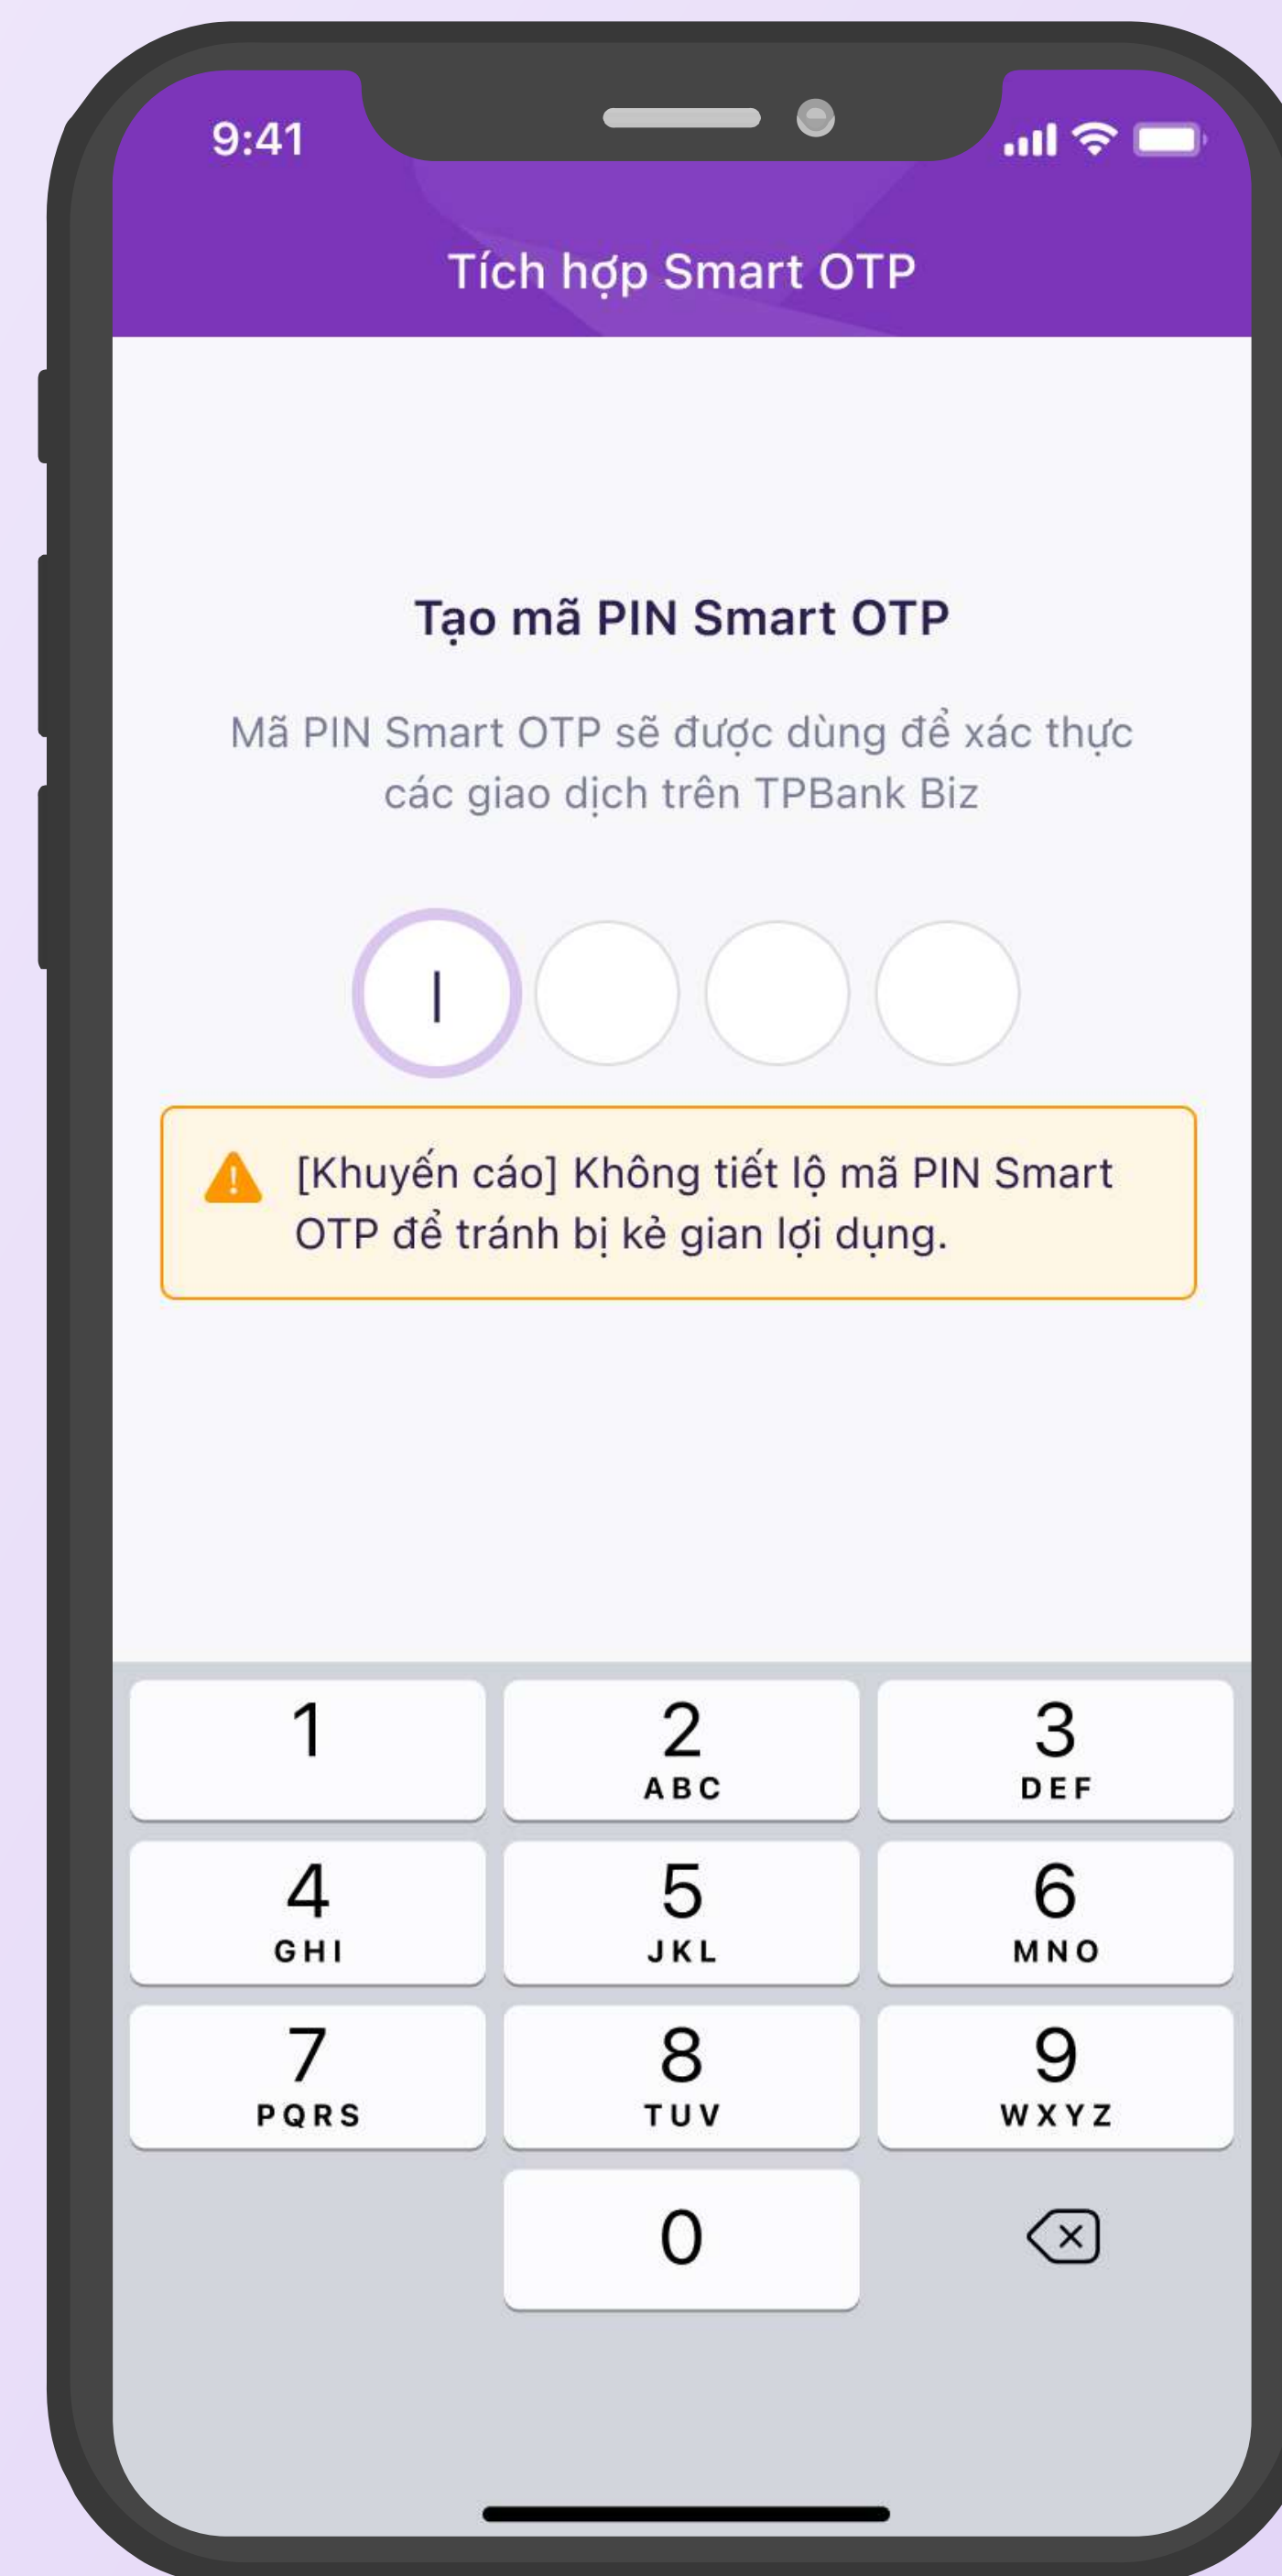 9:41
Tích hợp Smart OTP
Tạo mã PIN Smart OTP
Mã PIN Smart OTP sẽ được dùng để xác thực
các giao dịch trên TPBank Biz
[Khuyến cáo] Không tiết lộ mã PIN Smart
OTP để tránh bị kẻ gian lợi dụng.
1 2 3
ABC DEF
4 5 6
GHI JKL MNO
7 8 9
PQRS TUV WXYZ
0